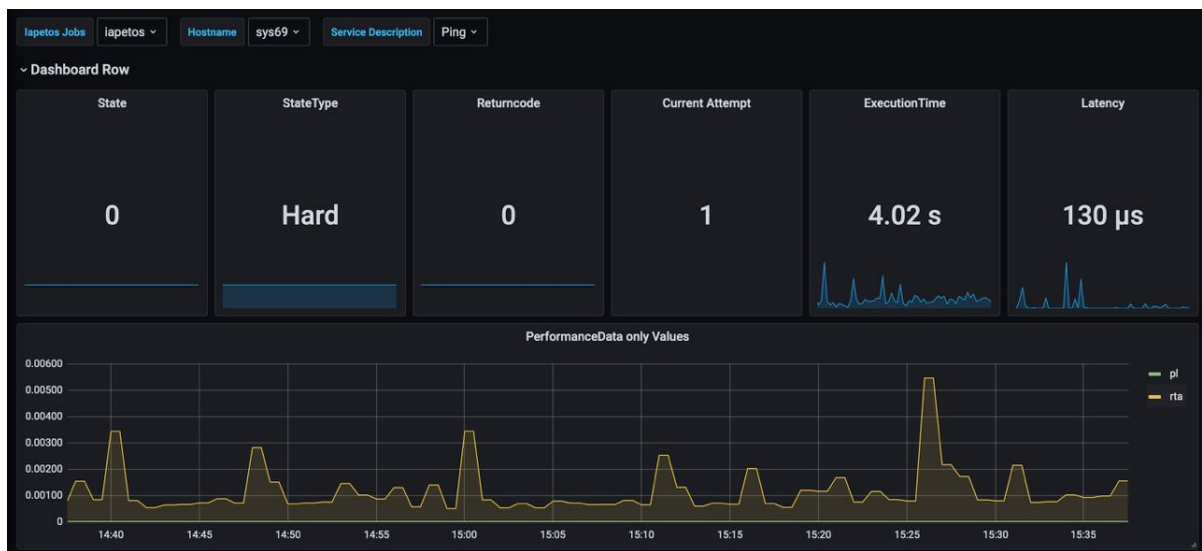 Iapetos Jobs iapetos Hostname sys69 Service Description Ping
Dashboard Row
State StateType Returncode Current Attempt ExecutionTime Latency
0 Hard 0 1 4.02 s 130 µs
PerformanceData only Values
0.00600
0.00500
0.00400
0.00300
0.00200
0.00100
0
14:40 14:45 14:50 14:55 15:00 15:05 15:10 15:15 15:20 15:25 15:30 15:35
pl
rta